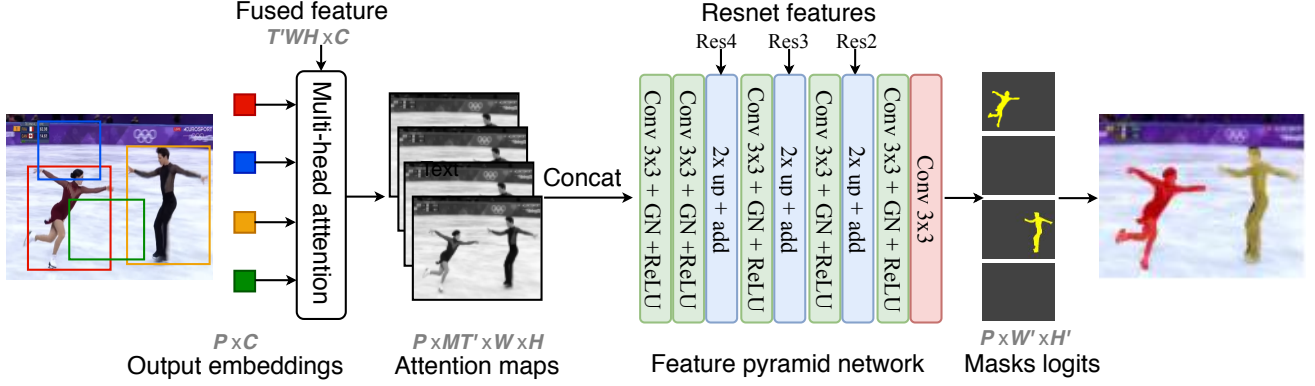 Fused feature
T'WH x C
Resnet features
Res4
Res3
Res2
Multi-head attention
Text
Concat
Conv 3x3 + GN +ReLU
Conv 3x3 + GN +ReLU
2x up + add
Conv 3x3 + GN + ReLU
2x up + add
Conv 3x3 + GN +ReLU
2x up + add
Conv 3x3 + GN + ReLU
Conv 3x3
EUROSPORT
P x C
Output embeddings
P x MT' x W x H
Attention maps
Feature pyramid network
P x W' x H'
Masks logits